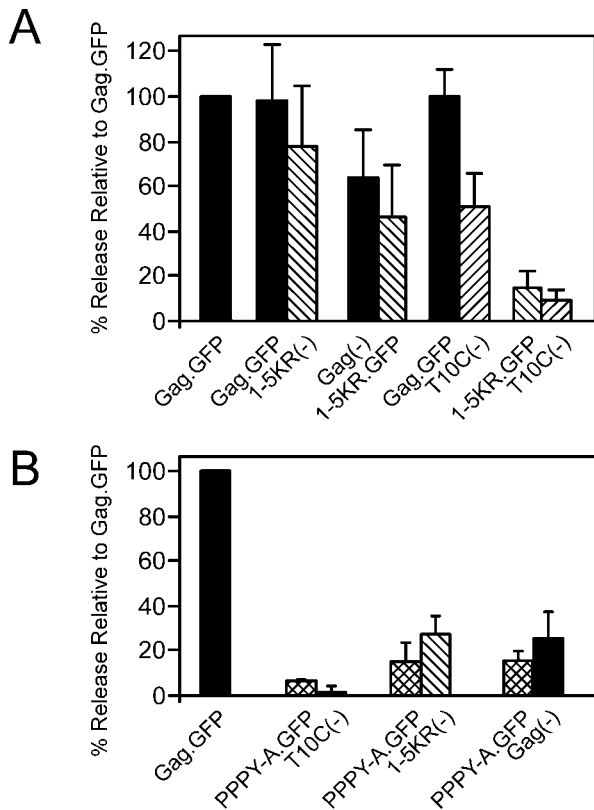 A
% Release Relative to Gag.GFP
120
100
80
60
40
20
0
Gag.GFP
Gag.GFP
1-5KR(-)
Gag(-)
1-5KR.GFP
Gag.GFP
T10C(-)
1-5KR.GFP
T10C(-)
B
% Release Relative to Gag.GFP
100
80
60
40
20
0
Gag.GFP
PPPY-A.GFP
T10C(-)
PPPY-A.GFP
1-5KR(-)
PPPY-A.GFP
Gag(-)